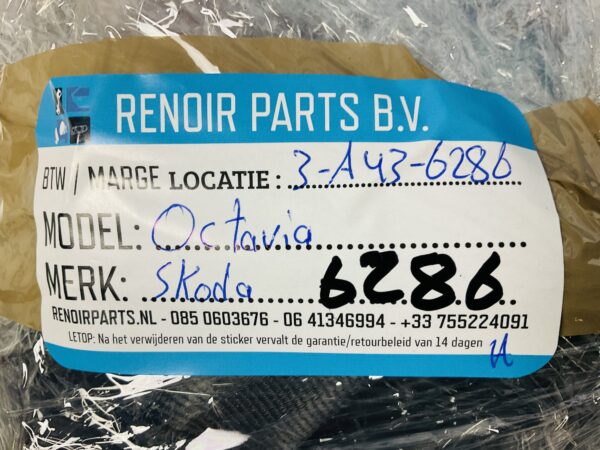 RENOIR PARTS B.V.
BTW / MARGE LOCATIE: 3-A43-6286
MODEL: Octavia
MERK: Skoda 6286
RENOIRPARTS.NL - 085 0603676 - 06 41346994 - +33 755224091
LETOP: Na het verwijderen van de sticker vervalt de garantie/retourbeleid van 14 dagen